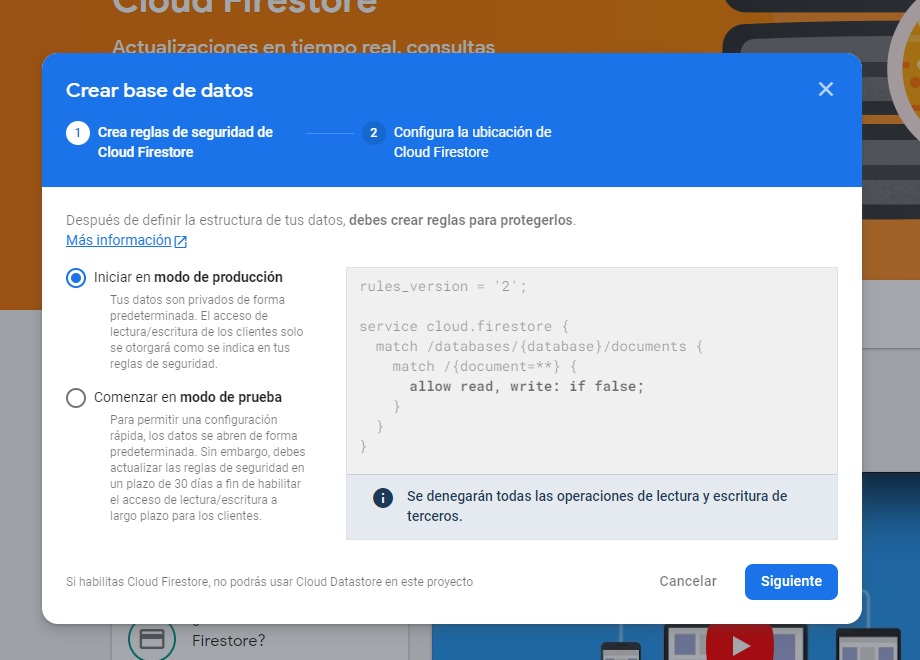 Cloud Firestore
Actualizaciones en tiempo real, consultas
Crear base de datos
1 Crea reglas de seguridad de
Cloud Firestore
2 Configura la ubicación de
Cloud Firestore
Después de definir la estructura de tus datos, debes crear reglas para protegerlos.
Más información
Iniciar en modo de producción
Tus datos son privados de forma
predeterminada. El acceso de
lectura/escritura de los clientes solo
se otorgará como se indica en tus
reglas de seguridad.
Comenzar en modo de prueba
Para permitir una configuración
rápida, los datos se abren de forma
predeterminada. Sin embargo, debes
actualizar las reglas de seguridad en
un plazo de 30 días a fin de habilitar
el acceso de lectura/escritura a
largo plazo para los clientes.
rules_version = '2';
service cloud.firestore {
match /databases/{database}/documents {
match /{document=**} {
allow read, write: if false;
}
}
}
Se denegarán todas las operaciones de lectura y escritura de
terceros.
Si habilitas Cloud Firestore, no podrás usar Cloud Datastore en este proyecto
Cancelar
Siguiente
Firestore?